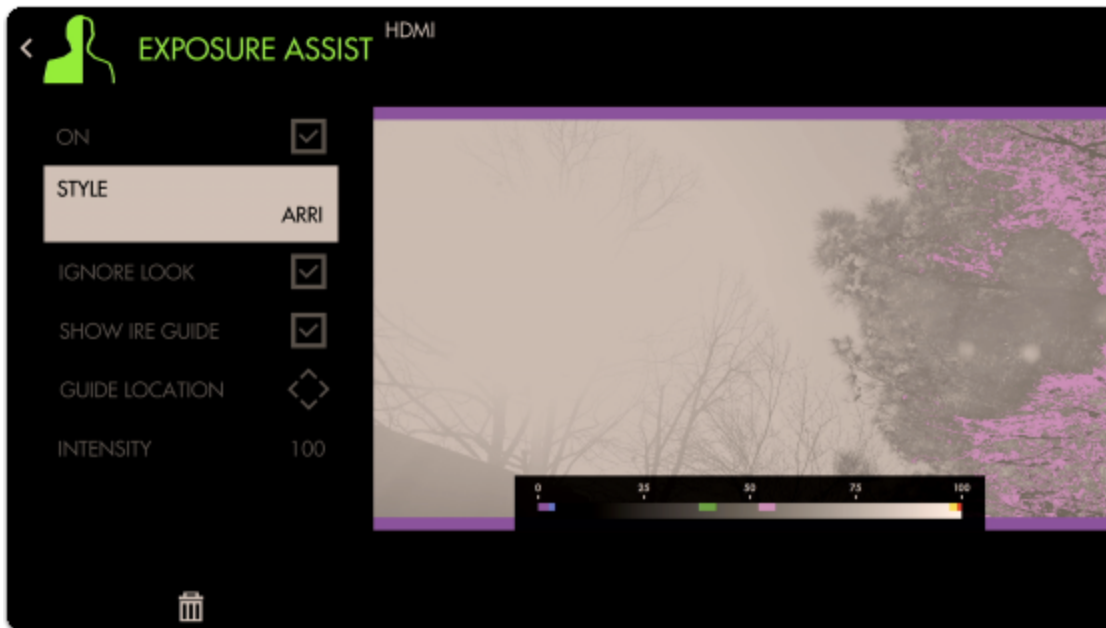 HDMI
EXPOSURE ASSIST
ON
STYLE
ARRI
IGNORE LOOK
SHOW IRE GUIDE
GUIDE LOCATION
INTENSITY 100
0 25 50 75 100